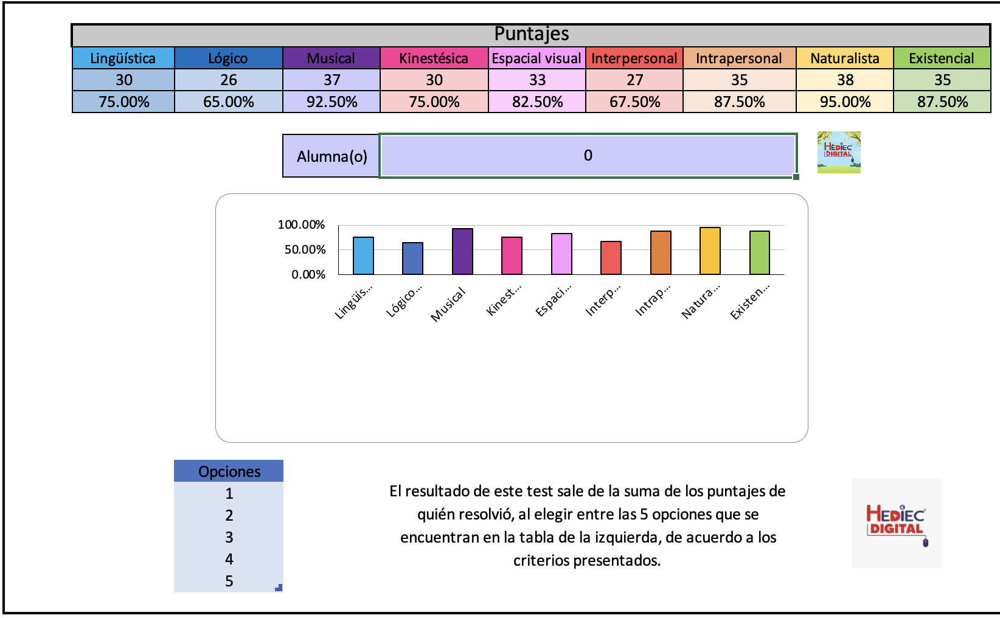 Puntajes
Lingüística Lógico Musical Kinestésica Espacial visual Interpersonal Intrapersonal Naturalista Existencial
30 26 37 30 33 27 35 38 35
75.00% 65.00% 92.50% 75.00% 82.50% 67.50% 87.50% 95.00% 87.50%
Alumna(o) 0
HEDIEC
DIGITAL
100.00%
50.00%
0.00%
Lingüís... Lógico... Musical Kinest... Espaci... Interp... Intrap... Natura... Existen...
Opciones
1
2
3
4
5
El resultado de este test sale de la suma de los puntajes de
quién resolvió, al elegir entre las 5 opciones que se
encuentran en la tabla de la izquierda, de acuerdo a los
criterios presentados.
HEDIEC
DIGITAL